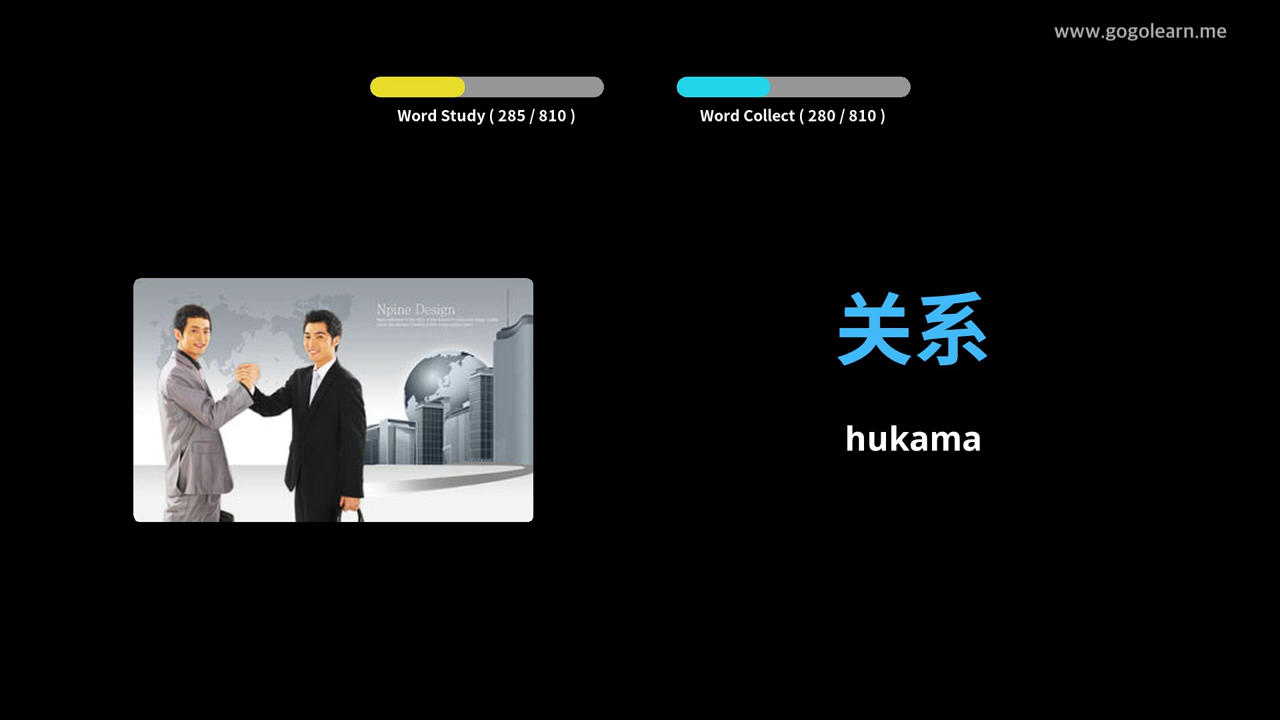 www.gogolearn.me
Word Study ( 285 / 810 )
Word Collect ( 280 / 810 )
Npine Design
关系
hukama